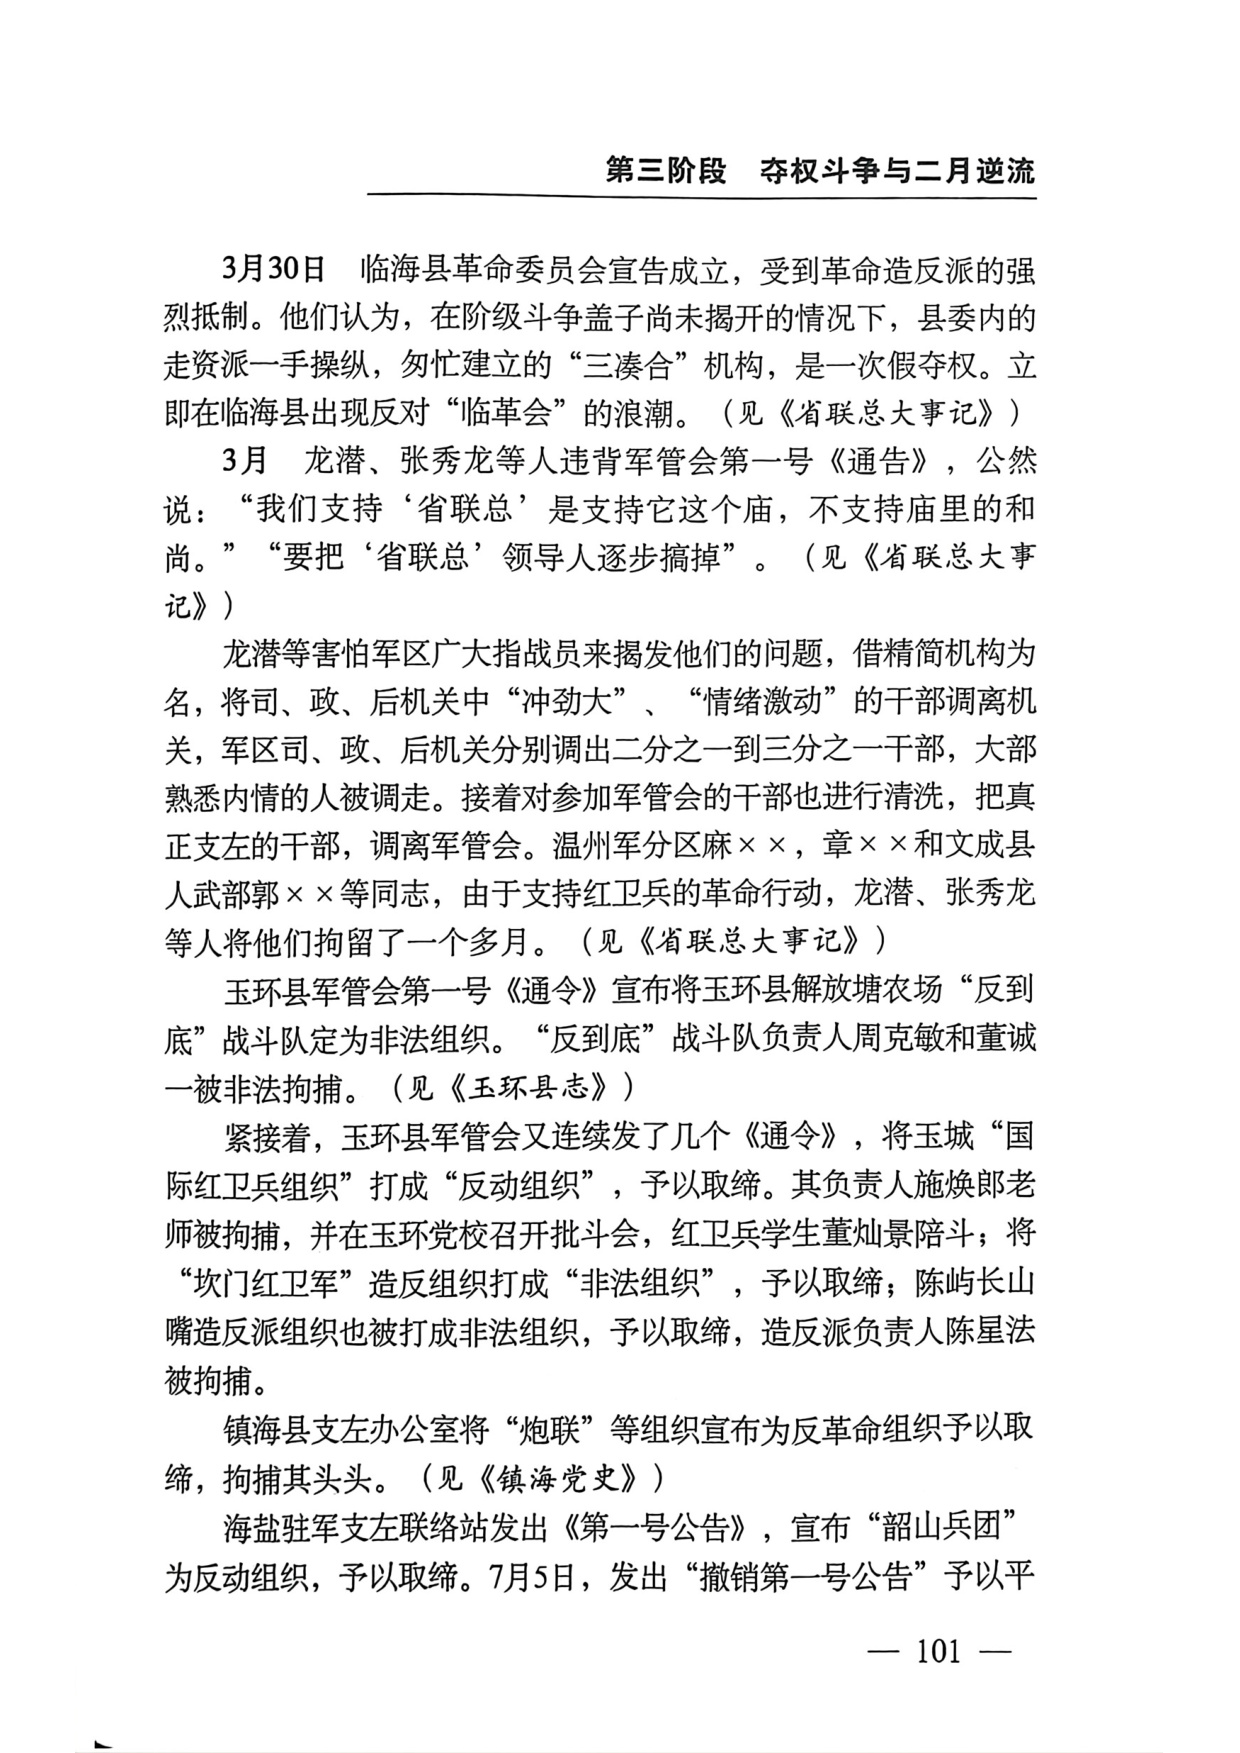 第三阶段　夺权斗争与二月逆流
3月30日　临海县革命委员会宣告成立，受到革命造反派的强
烈抵制。他们认为，在阶级斗争盖子尚未揭开的情况下，县委内的
走资派一手操纵，匆忙建立的“三凑合”机构，是一次假夺权。立
即在临海县出现反对“临革会”的浪潮。（见《省联总大事记》）
3月　龙潜、张秀龙等人违背军管会第一号《通告》，公然
说：“我们支持‘省联总’是支持它这个庙，不支持庙里的和
尚。”“要把‘省联总’领导人逐步搞掉”。（见《省联总大事
记》）
龙潜等害怕军区广大指战员来揭发他们的问题，借精简机构为
名，将司、政、后机关中“冲劲大”、“情绪激动”的干部调离机
关，军区司、政、后机关分别调出二分之一到三分之一干部，大部
熟悉内情的人被调走。接着对参加军管会的干部也进行清洗，把真
正支左的干部，调离军管会。温州军分区麻××，章××和文成县
人武部郭××等同志，由于支持红卫兵的革命行动，龙潜、张秀龙
等人将他们拘留了一个多月。（见《省联总大事记》）
玉环县军管会第一号《通令》宣布将玉环县解放塘农场“反到
底”战斗队定为非法组织。“反到底”战斗队负责人周克敏和董诚
一被非法拘捕。（见《玉环县志》）
紧接着，玉环县军管会又连续发了几个《通令》，将玉城“国
际红卫兵组织”打成“反动组织”，予以取缔。其负责人施焕郎老
师被拘捕，并在玉环党校召开批斗会，红卫兵学生董灿景陪斗；将
“坎门红卫军”造反组织打成“非法组织”，予以取缔；陈屿长山
嘴造反派组织也被打成非法组织，予以取缔，造反派负责人陈星法
被拘捕。
镇海县支左办公室将“炮联”等组织宣布为反革命组织予以取
缔，拘捕其头头。（见《镇海党史》）
海盐驻军支左联络站发出《第一号公告》，宣布“韶山兵团”
为反动组织，予以取缔。7月5日，发出“撤销第一号公告”予以平
— 101 —